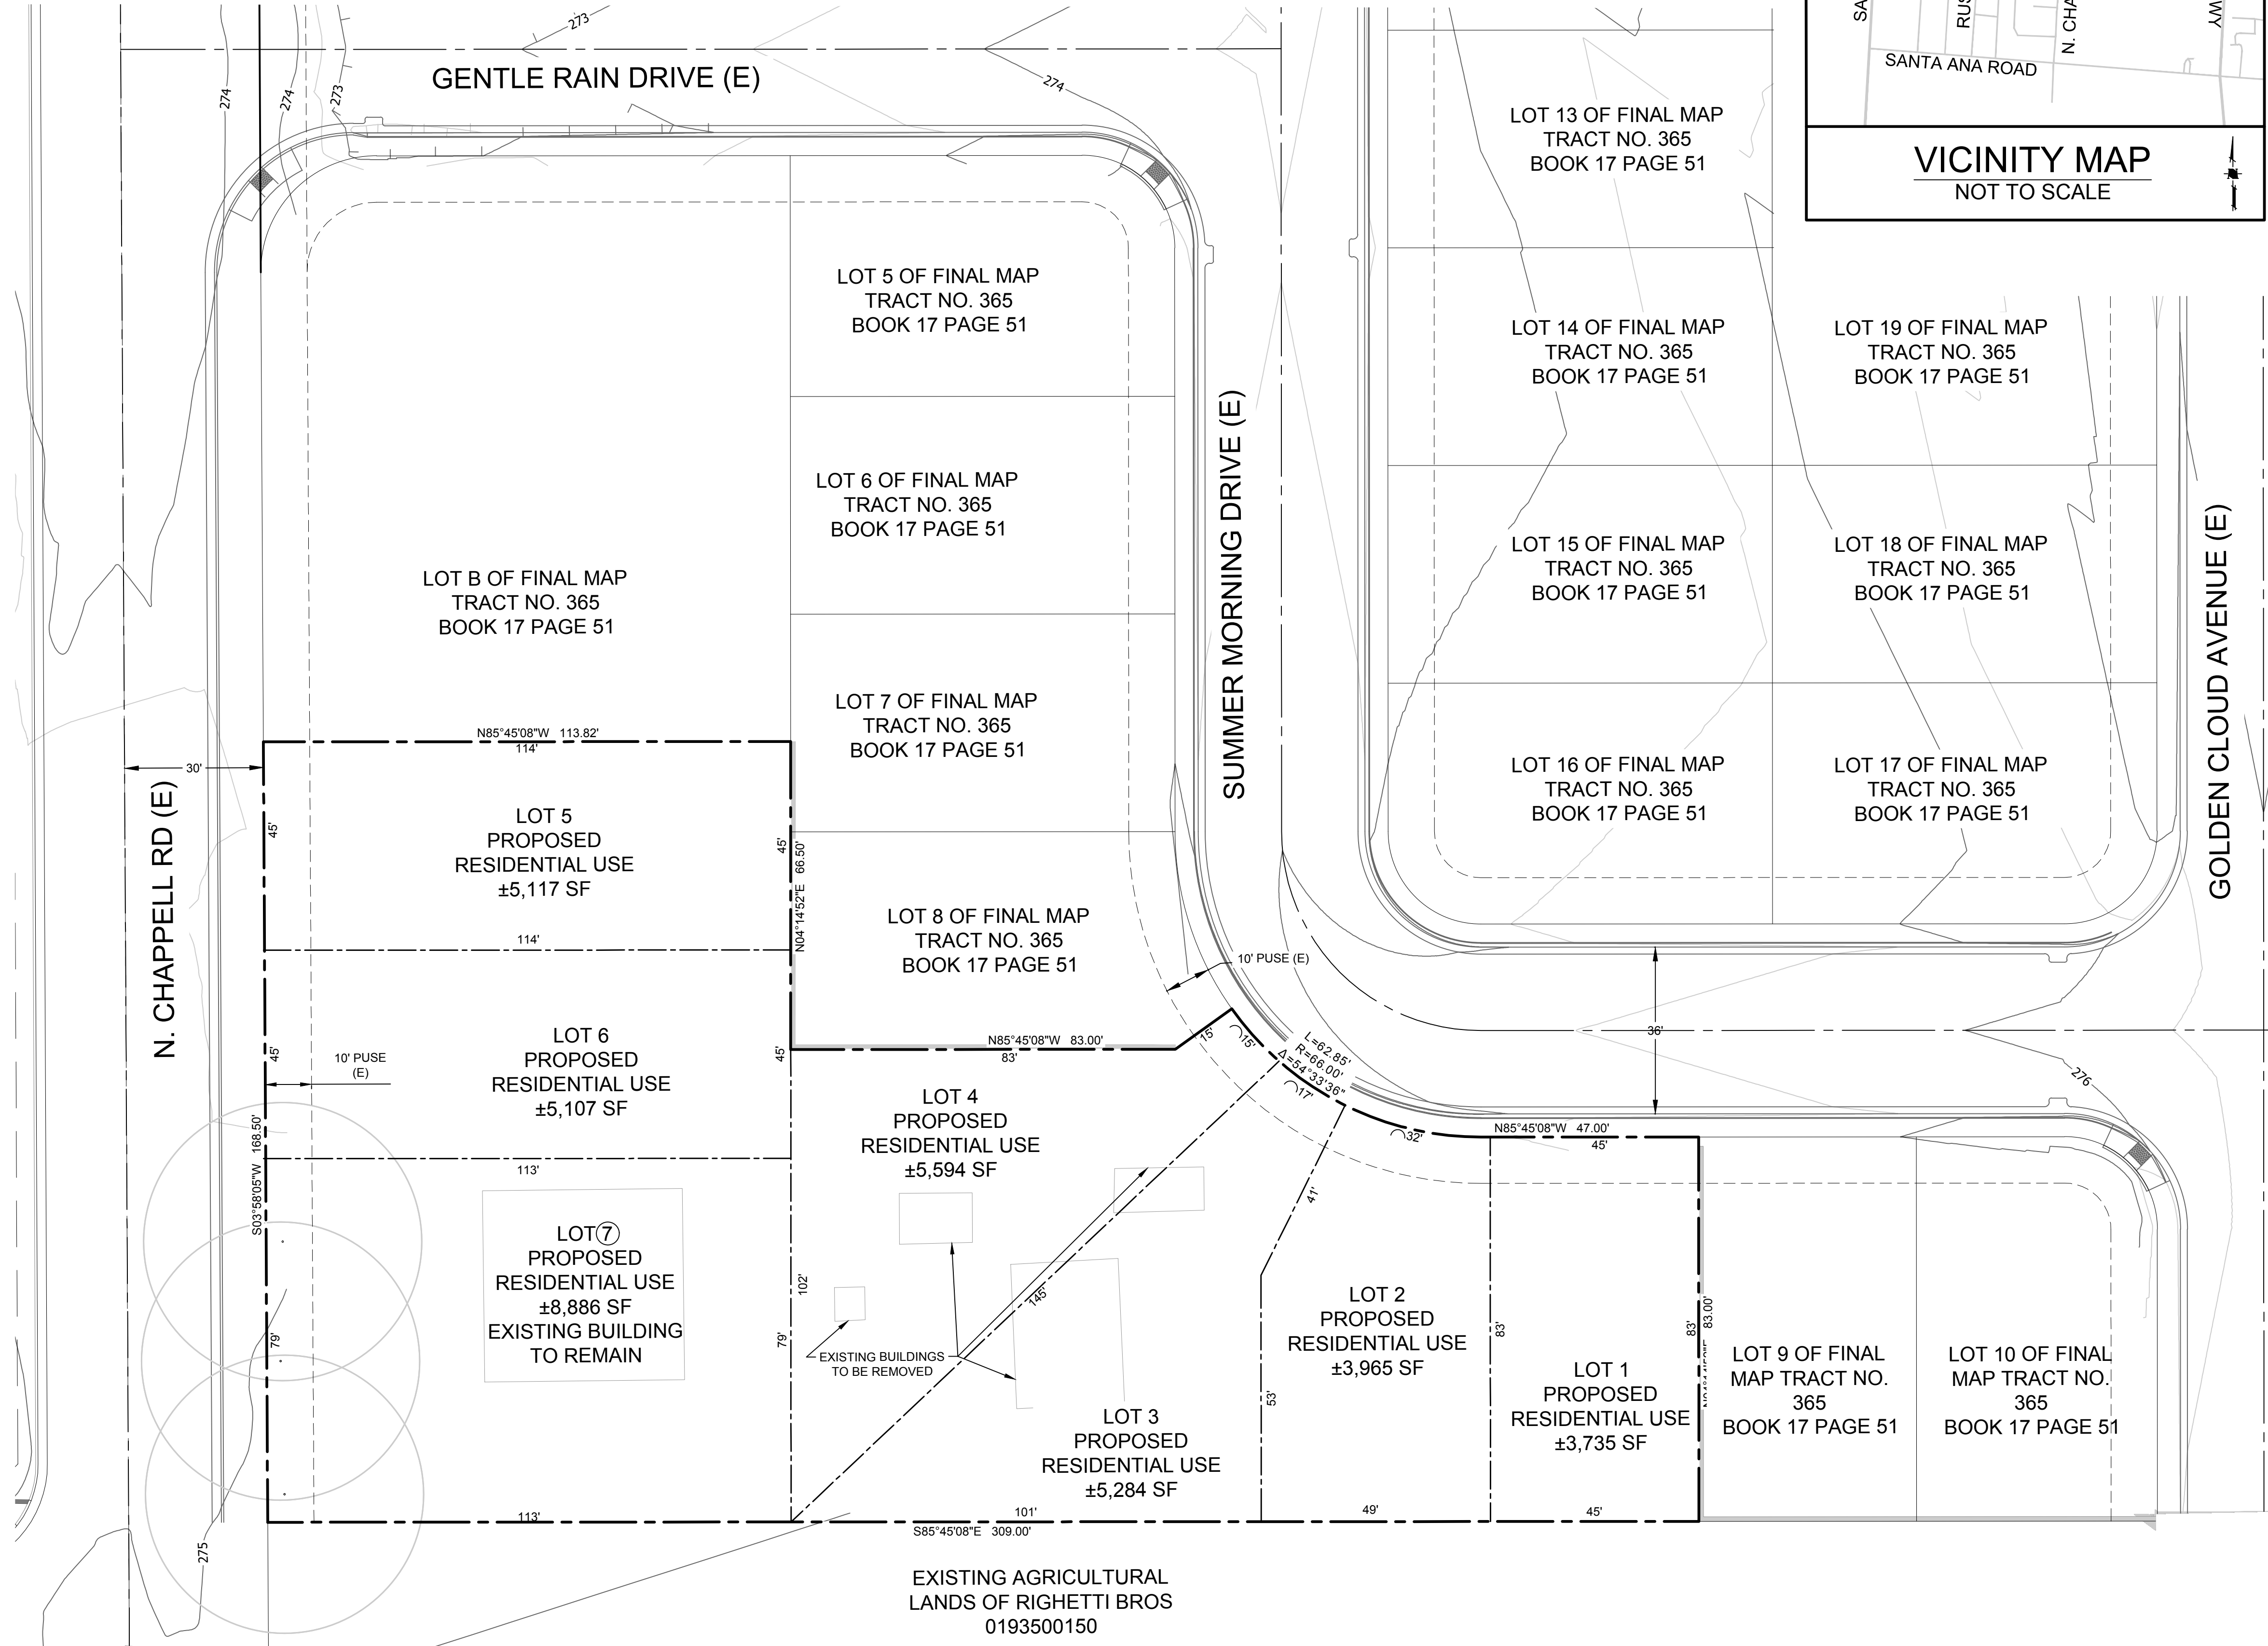 273
GENTLE RAIN DRIVE (E)
274
274
273
274
SANTA ANA ROAD
N. CHA
RUS
SA
WY
VICINITY MAP
NOT TO SCALE
LOT 13 OF FINAL MAP
TRACT NO. 365
BOOK 17 PAGE 51
LOT 5 OF FINAL MAP
TRACT NO. 365
BOOK 17 PAGE 51
LOT 14 OF FINAL MAP
TRACT NO. 365
BOOK 17 PAGE 51
LOT 19 OF FINAL MAP
TRACT NO. 365
BOOK 17 PAGE 51
LOT 6 OF FINAL MAP
TRACT NO. 365
BOOK 17 PAGE 51
SUMMER MORNING DRIVE (E)
LOT 15 OF FINAL MAP
TRACT NO. 365
BOOK 17 PAGE 51
LOT 18 OF FINAL MAP
TRACT NO. 365
BOOK 17 PAGE 51
GOLDEN CLOUD AVENUE (E)
LOT B OF FINAL MAP
TRACT NO. 365
BOOK 17 PAGE 51
LOT 7 OF FINAL MAP
TRACT NO. 365
BOOK 17 PAGE 51
LOT 16 OF FINAL MAP
TRACT NO. 365
BOOK 17 PAGE 51
LOT 17 OF FINAL MAP
TRACT NO. 365
BOOK 17 PAGE 51
N85°45'08"W 113.82'
114'
30'
N. CHAPPELL RD (E)
45'
LOT 5
PROPOSED
RESIDENTIAL USE
±5,117 SF
45'
N04°14'52"E 66.50'
114'
LOT 8 OF FINAL MAP
TRACT NO. 365
BOOK 17 PAGE 51
10' PUSE (E)
N85°45'08"W 83.00'
83'
15'
15'
L=62.85'
R=66.00'
Δ=54°33'36"
17'
32'
36'
276
45'
10' PUSE
(E)
LOT 6
PROPOSED
RESIDENTIAL USE
±5,107 SF
45'
S03°58'05"W 168.50'
113'
LOT 4
PROPOSED
RESIDENTIAL USE
±5,594 SF
N85°45'08"W 47.00'
45'
41'
LOT 7
PROPOSED
RESIDENTIAL USE
±8,886 SF
EXISTING BUILDING
TO REMAIN
79'
79'
102'
145'
EXISTING BUILDINGS
TO BE REMOVED
LOT 3
PROPOSED
RESIDENTIAL USE
±5,284 SF
53'
LOT 2
PROPOSED
RESIDENTIAL USE
±3,965 SF
83'
LOT 1
PROPOSED
RESIDENTIAL USE
±3,735 SF
83'
83.00'
LOT 9 OF FINAL
MAP TRACT NO.
365
BOOK 17 PAGE 51
LOT 10 OF FINAL
MAP TRACT NO.
365
BOOK 17 PAGE 51
113'
101'
49'
45'
S85°45'08"E 309.00'
275
EXISTING AGRICULTURAL
LANDS OF RIGHETTI BROS
0193500150